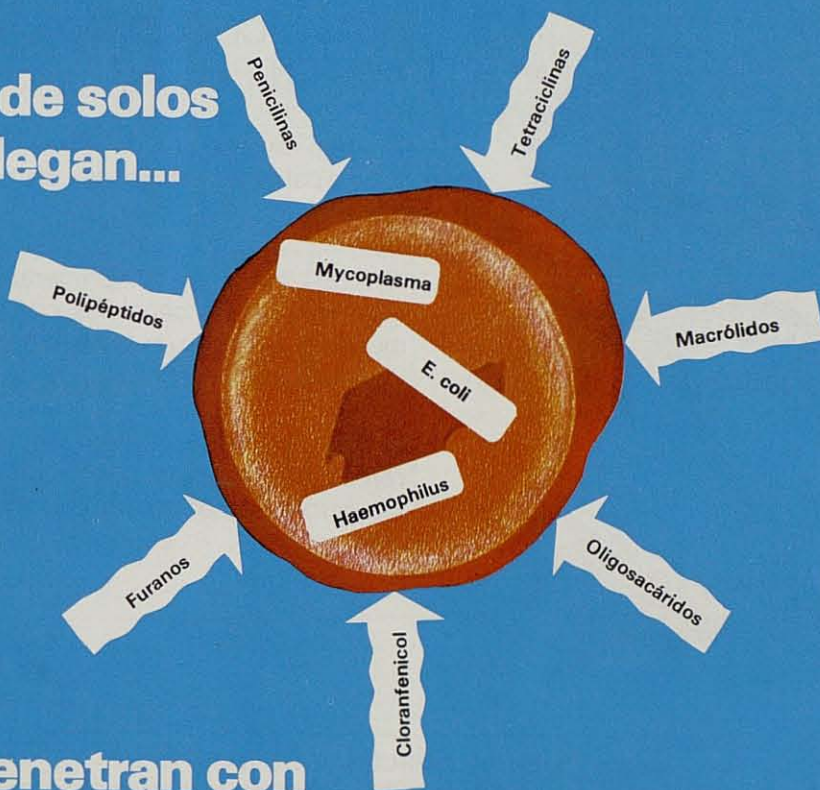 de solos
legan...
Penicilinas
Tetraciclinas
Polipéptidos
Mycoplasma
Macrólidos
E. coli
Haemophilus
Furanos
Oligosacáridos
Cloranfenicol
enetran con